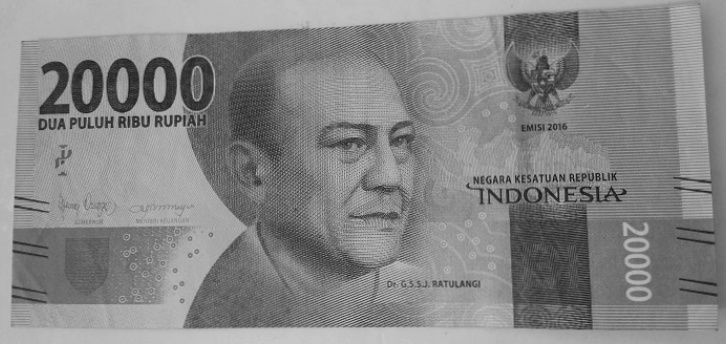 20000
DUA PULUH RIBU RUPIAH
EMISI 2016
NEGARA KESATUAN REPUBLIK
INDONESIA
GUBERNUR
MENTERI KEUANGAN
20000
Dr. G.S.S.J. RATULANGI